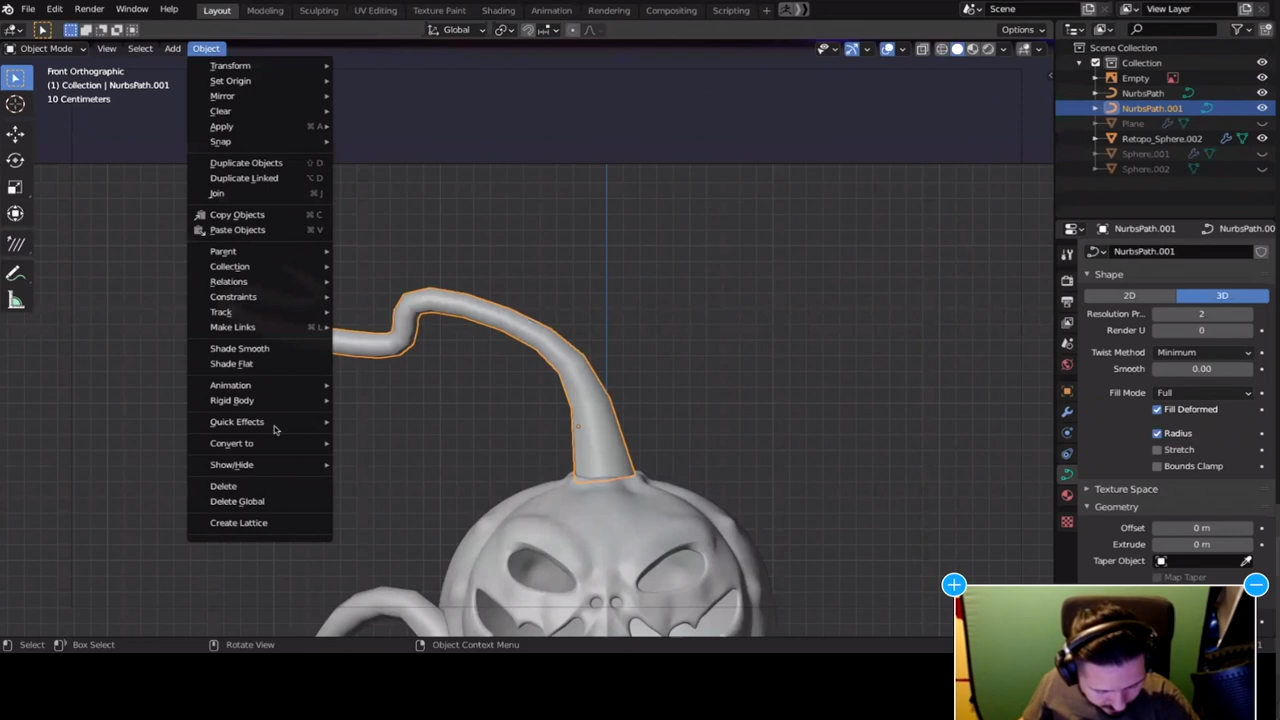 File Edit Render Window Help Layout Modeling Sculpting UV Editing Texture Paint Shading Animation Rendering Compositing Scripting + Scene View Layer
Global Options
Object Mode View Select Add Object
Front Orthographic
(1) Collection | NurbsPath.001
10 Centimeters
Transform
Set Origin
Mirror
Clear
Apply ⌘ A
Snap
Duplicate Objects ⇧ D
Duplicate Linked ⌥ D
Join ⌘ J
Copy Objects ⌘ C
Paste Objects ⌘ V
Parent
Collection
Relations
Constraints
Track
Make Links ⌘ L
Shade Smooth
Shade Flat
Animation
Rigid Body
Quick Effects
Convert to
Show/Hide
Delete
Delete Global
Create Lattice
Scene Collection
Collection
Empty
NurbsPath
NurbsPath.001
Plane
Retopo_Sphere.002
Sphere.001
Sphere.002
NurbsPath.001 NurbsPath.00
NurbsPath.001
Shape
2D 3D
Resolution Pr.. 2
Render U 0
Twist Method Minimum
Smooth 0.00
Fill Mode Full
Fill Deformed
Radius
Stretch
Bounds Clamp
Texture Space
Geometry
Offset 0 m
Extrude 0 m
Taper Object
Map Taper
Select Box Select Rotate View Object Context Menu